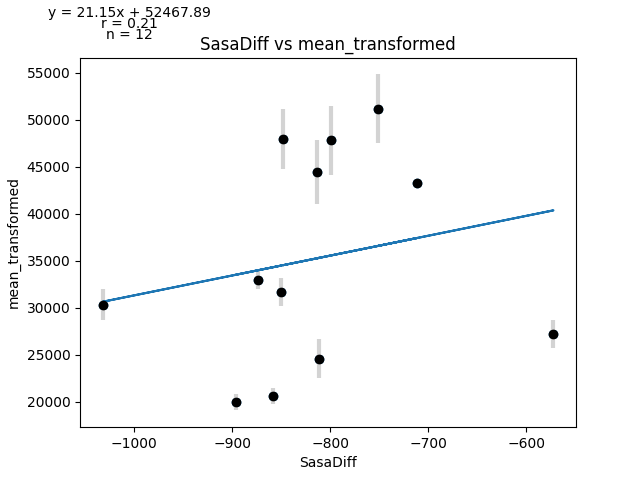 y = 21.15x + 52467.89
r = 0.21
n = 12
SasaDiff vs mean_transformed
55000
50000
45000
40000
35000
30000
25000
20000
mean_transformed
−1000
−900
−800
−700
−600
SasaDiff